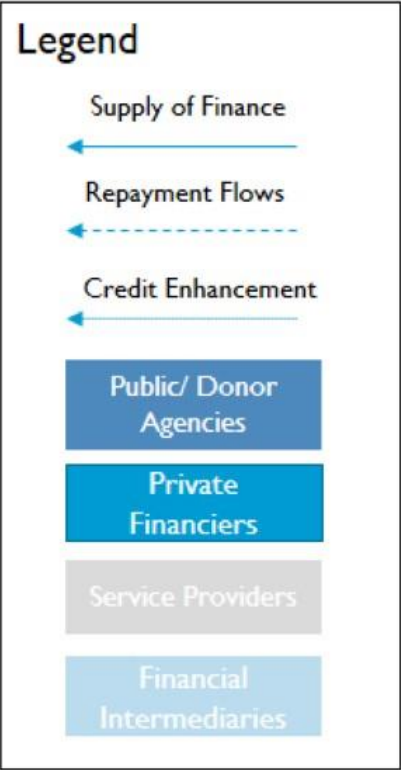 Legend
Supply of Finance
Repayment Flows
Credit Enhancement
Public/ Donor
Agencies
Private
Financiers
Service Providers
Financial
Intermediaries